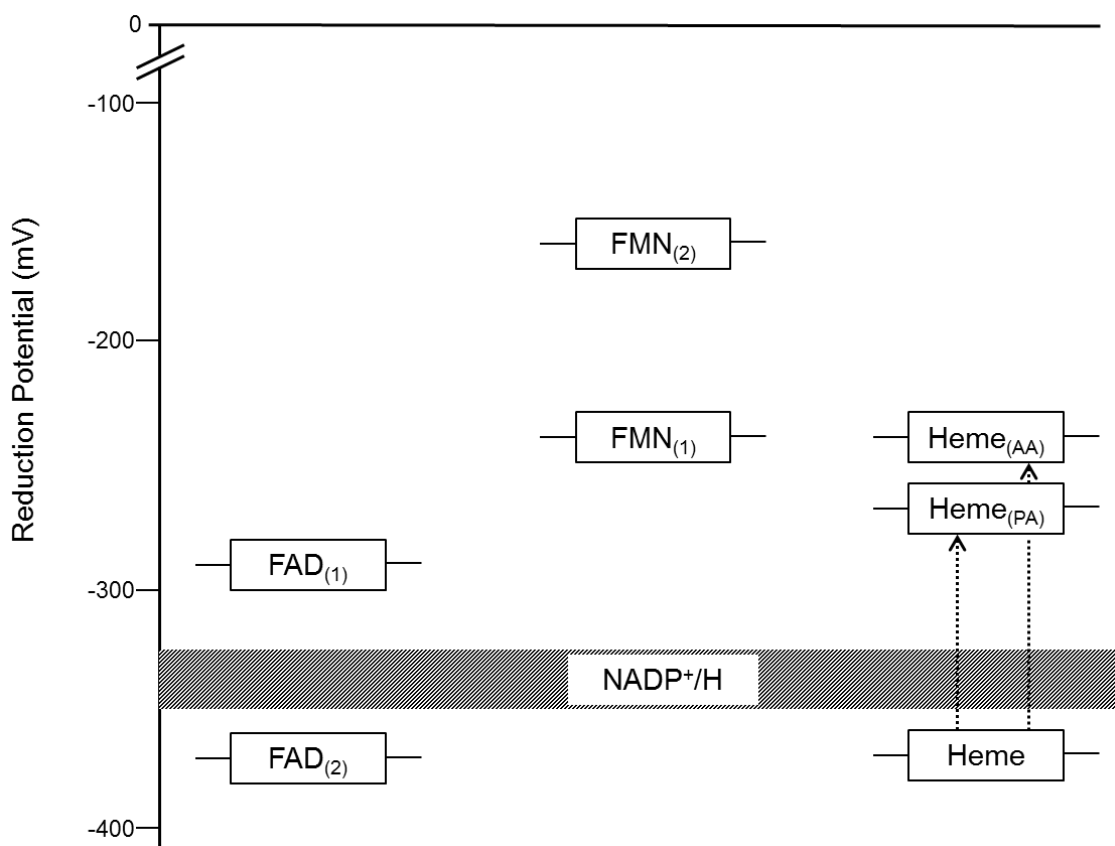 Reduction Potential (mV)
0
-100
-200
-300
-400
FMN(2)
FMN(1)
Heme(AA)
Heme(PA)
FAD(1)
NADP⁺/H
FAD(2)
Heme